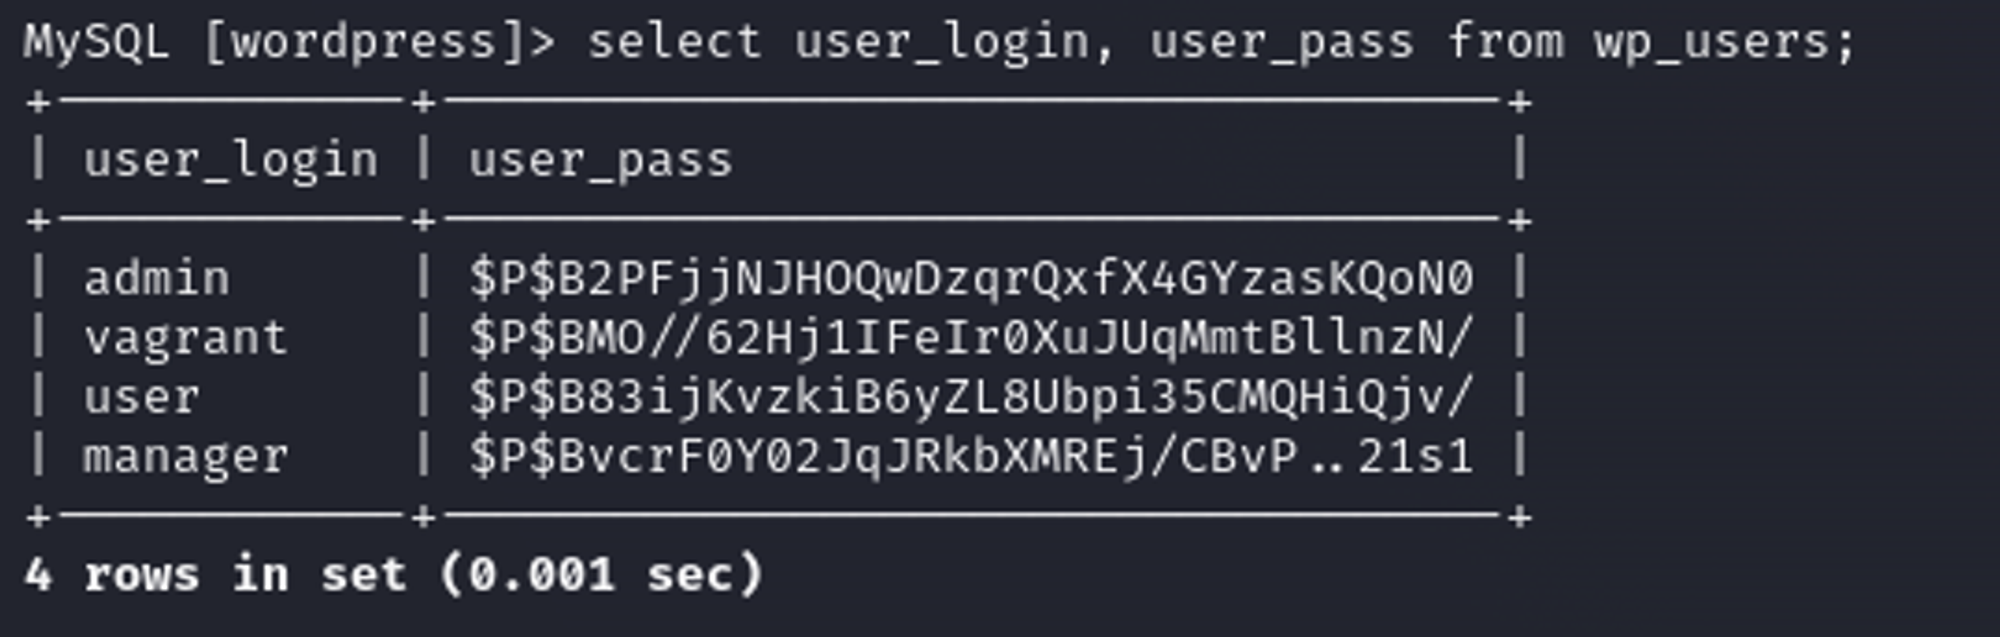 MySQL [wordpress]> select user_login, user_pass from wp_users;
+------------+------------------------------------+
| user_login | user_pass                          |
+------------+------------------------------------+
| admin      | $P$B2PFjjNJHOQwDzqrQxfX4GYzasKQoN0 |
| vagrant    | $P$BMO//62Hj1IFeIr0XuJUqMmtBllnzN/ |
| user       | $P$B83ijKvzkiB6yZL8Ubpi35CMQHiQjv/ |
| manager    | $P$BvcrF0Y02JqJRkbXMREj/CBvP..21s1 |
+------------+------------------------------------+
4 rows in set (0.001 sec)